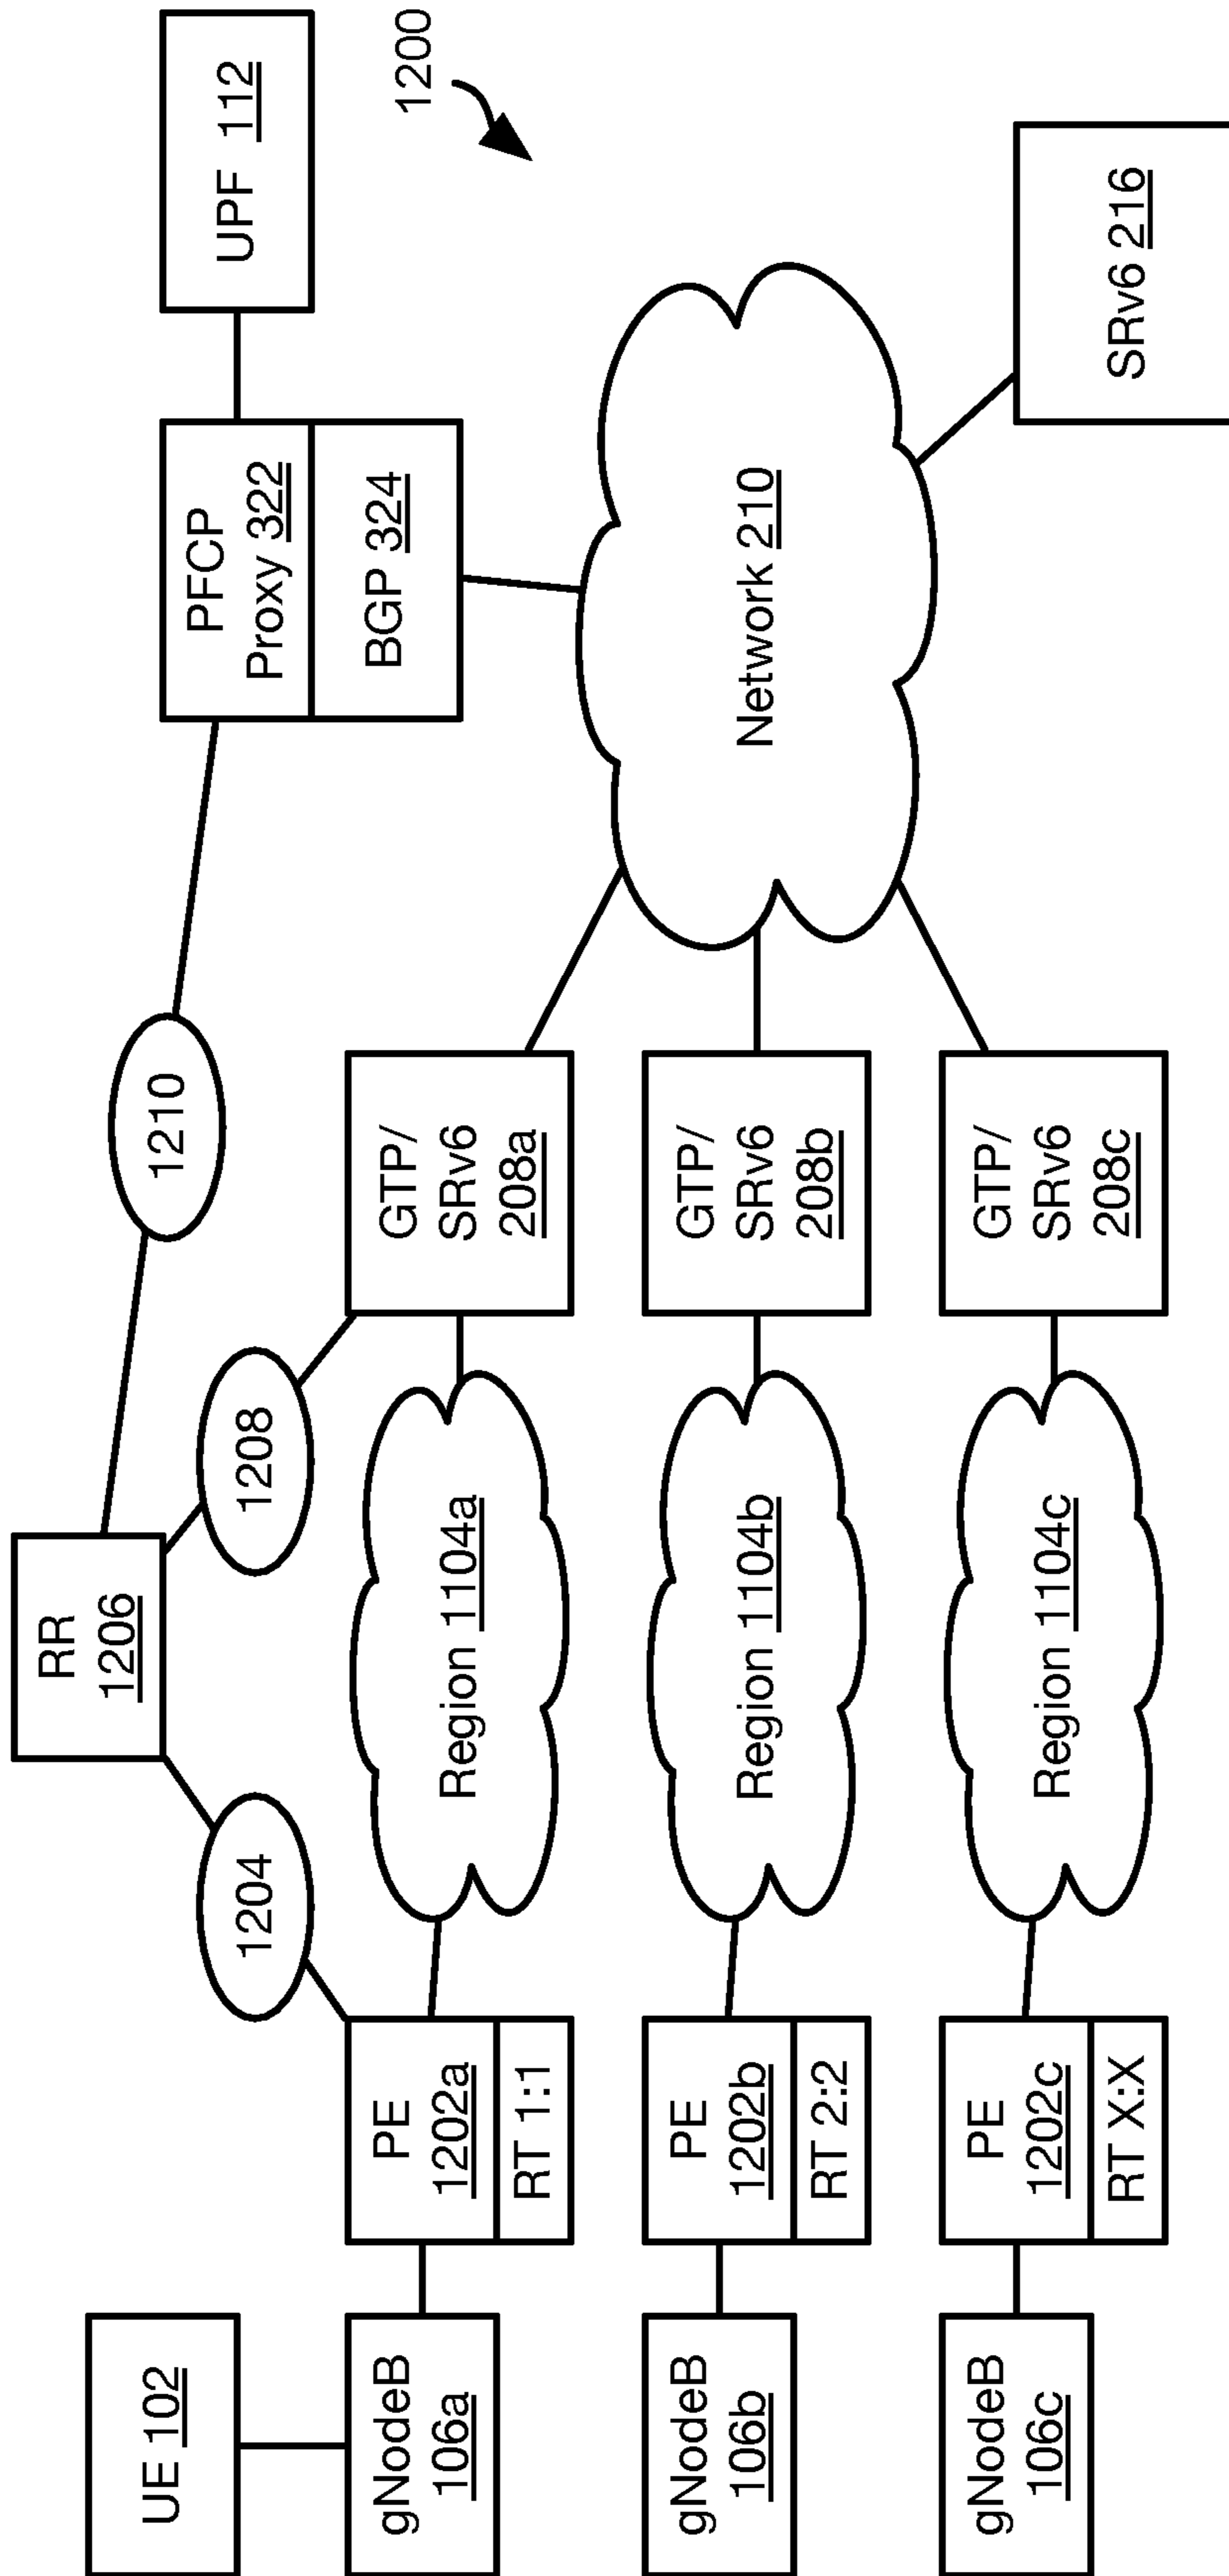 UE 102
gNodeB
106a
gNodeB
106b
gNodeB
106c
PE
1202a
RT 1:1
PE
1202b
RT 2:2
PE
1202c
RT X:X
1204
RR
1206
1208
1210
Region 1104a
Region 1104b
Region 1104c
GTP/
SRv6
208a
GTP/
SRv6
208b
GTP/
SRv6
208c
PFCP
Proxy 322
BGP 324
UPF 112
Network 210
SRv6 216
1200